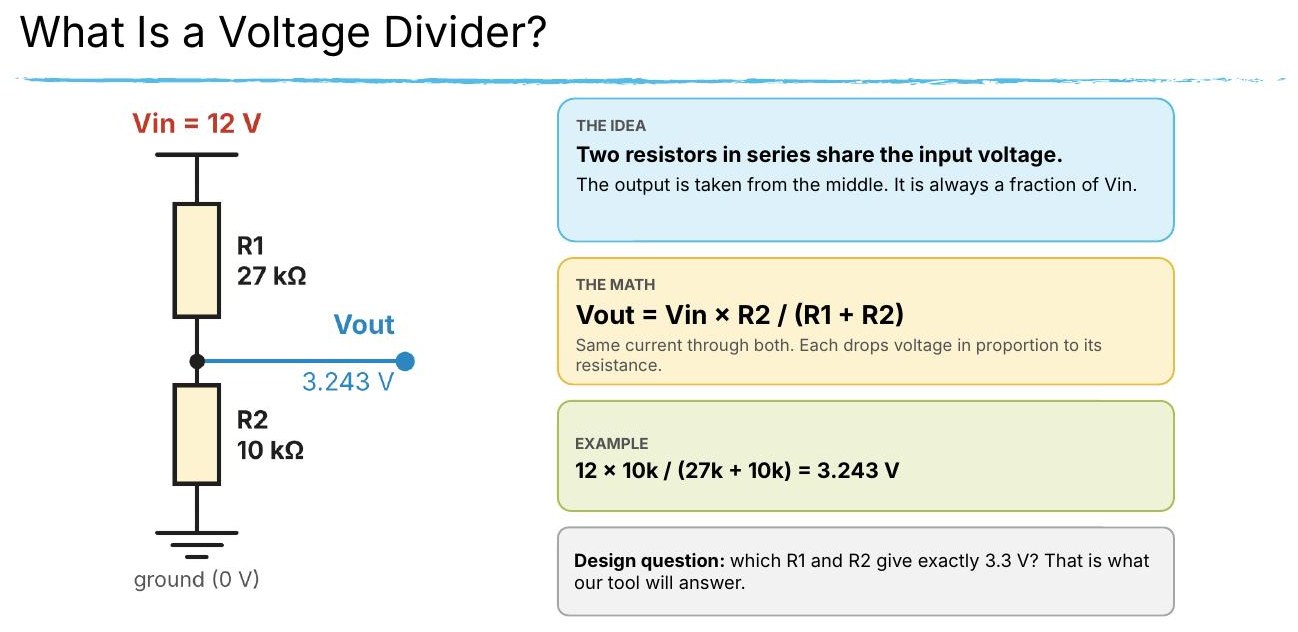 What Is a Voltage Divider?
Vin = 12 V
R1
27 kΩ
Vout
3.243 V
R2
10 kΩ
ground (0 V)
THE IDEA
Two resistors in series share the input voltage.
The output is taken from the middle. It is always a fraction of Vin.
THE MATH
Vout = Vin × R2 / (R1 + R2)
Same current through both. Each drops voltage in proportion to its
resistance.
EXAMPLE
12 × 10k / (27k + 10k) = 3.243 V
Design question: which R1 and R2 give exactly 3.3 V? That is what
our tool will answer.